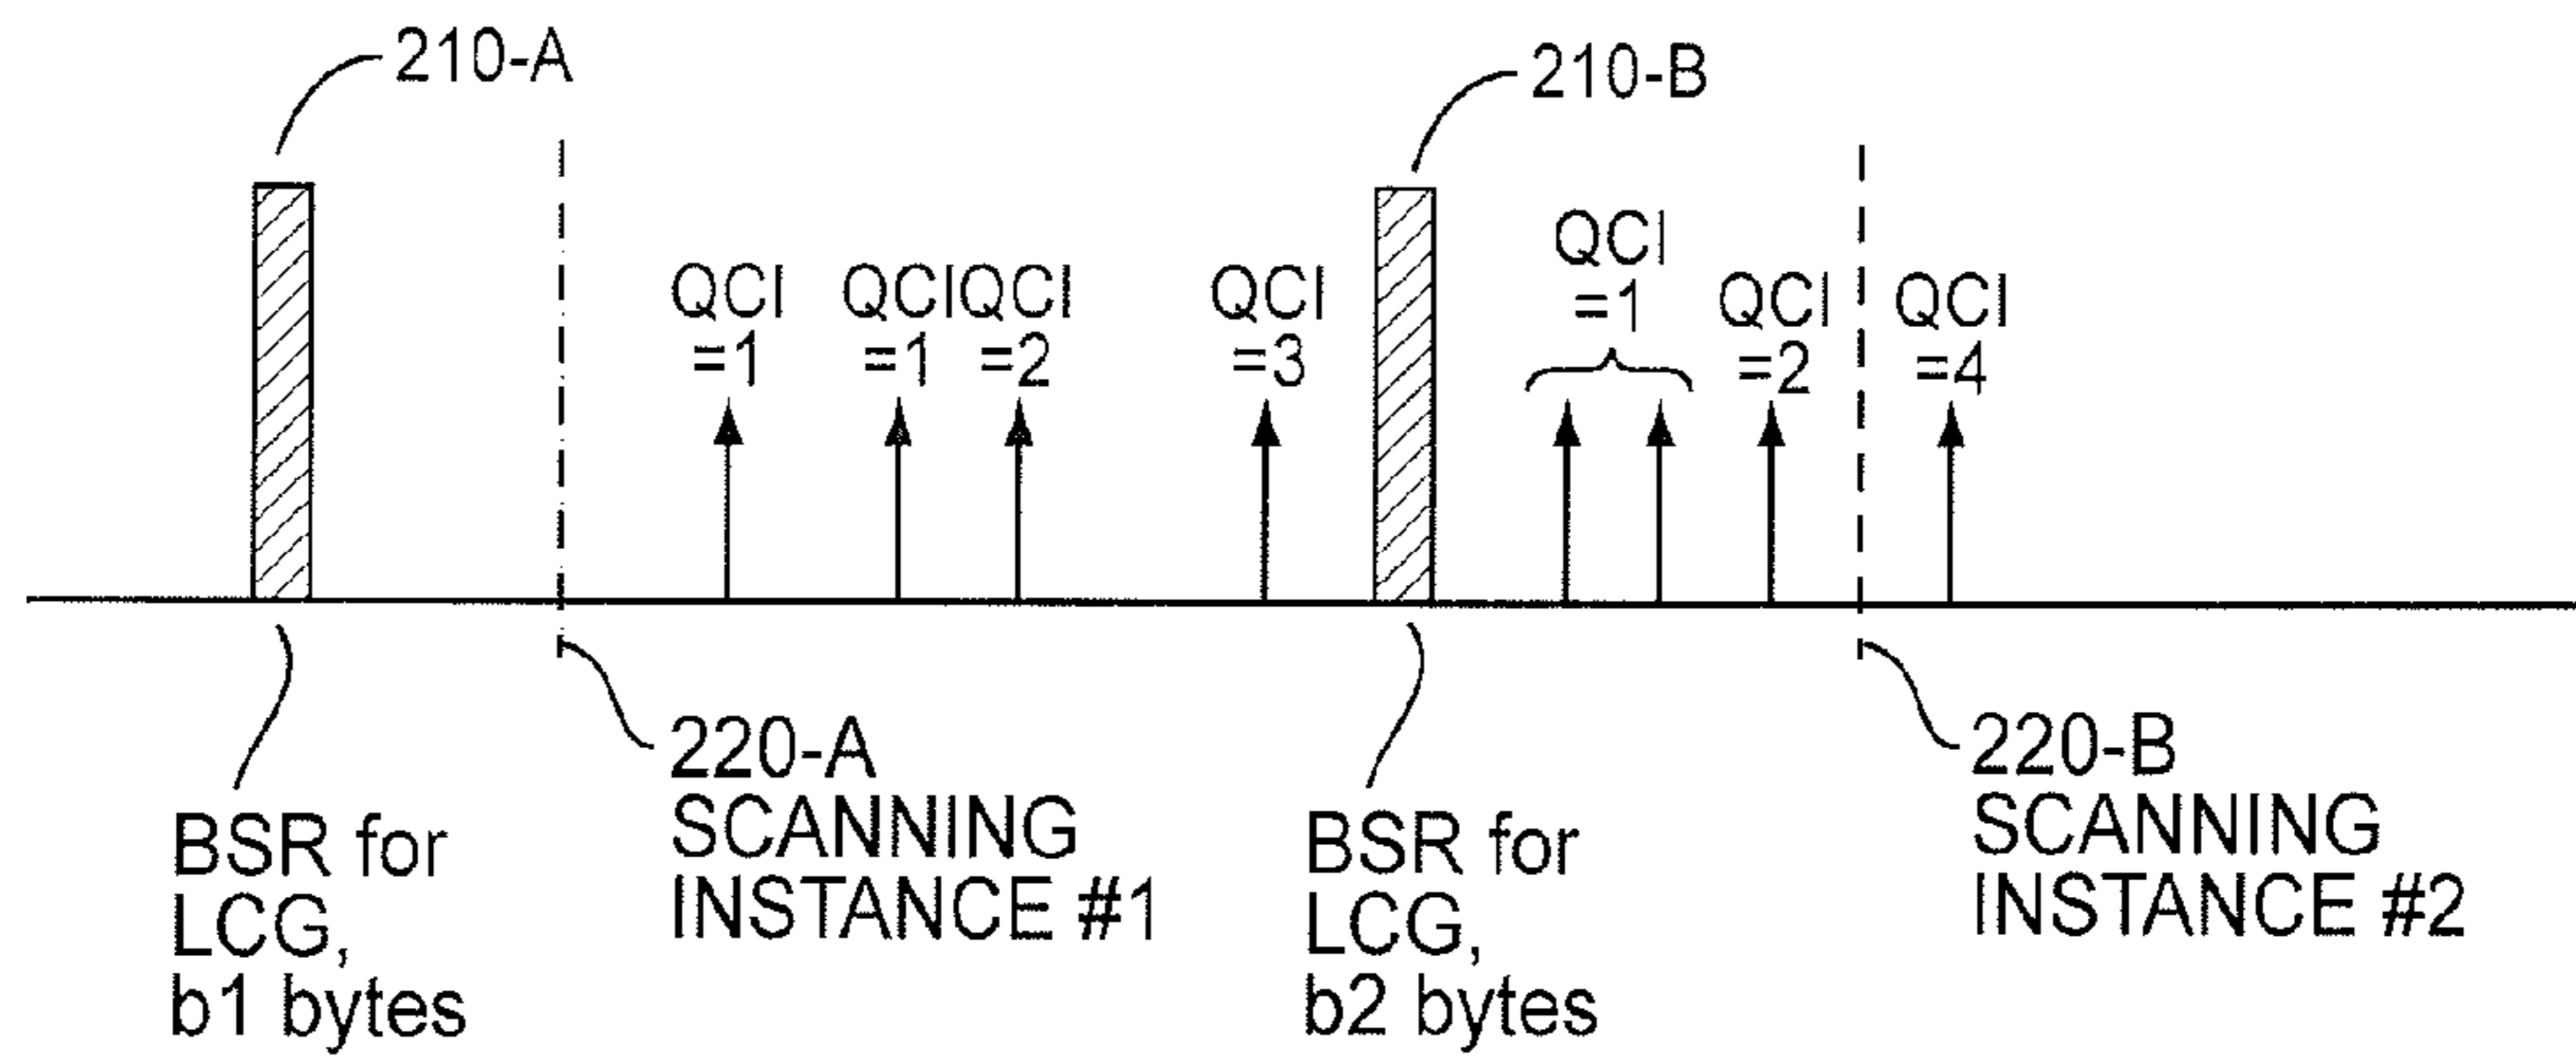 210-A
210-B
QCI
=1
QCI
=1
QCI
=2
QCI
=3
QCI
=1
QCI
=2
QCI
=4
BSR for
LCG,
b1 bytes
220-A
SCANNING
INSTANCE #1
BSR for
LCG,
b2 bytes
220-B
SCANNING
INSTANCE #2